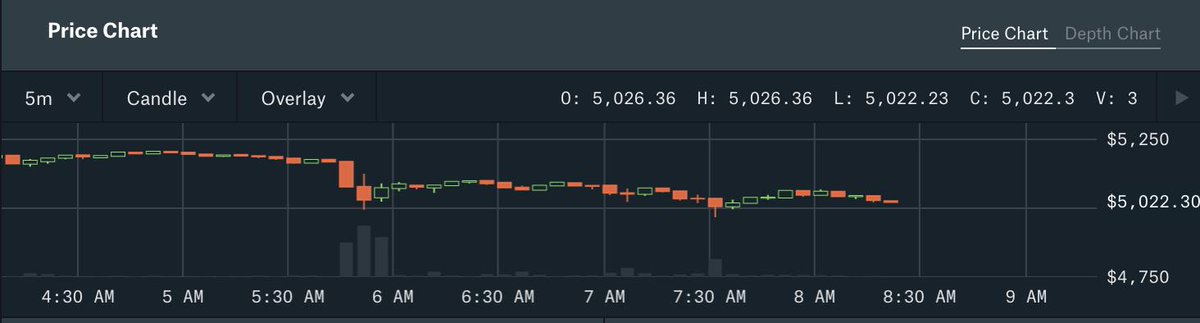 Price Chart
Price Chart Depth Chart
5m Candle Overlay O: 5,026.36 H: 5,026.36 L: 5,022.23 C: 5,022.3 V: 3
$5,250
$5,022.30
$4,750
4:30 AM 5 AM 5:30 AM 6 AM 6:30 AM 7 AM 7:30 AM 8 AM 8:30 AM 9 AM